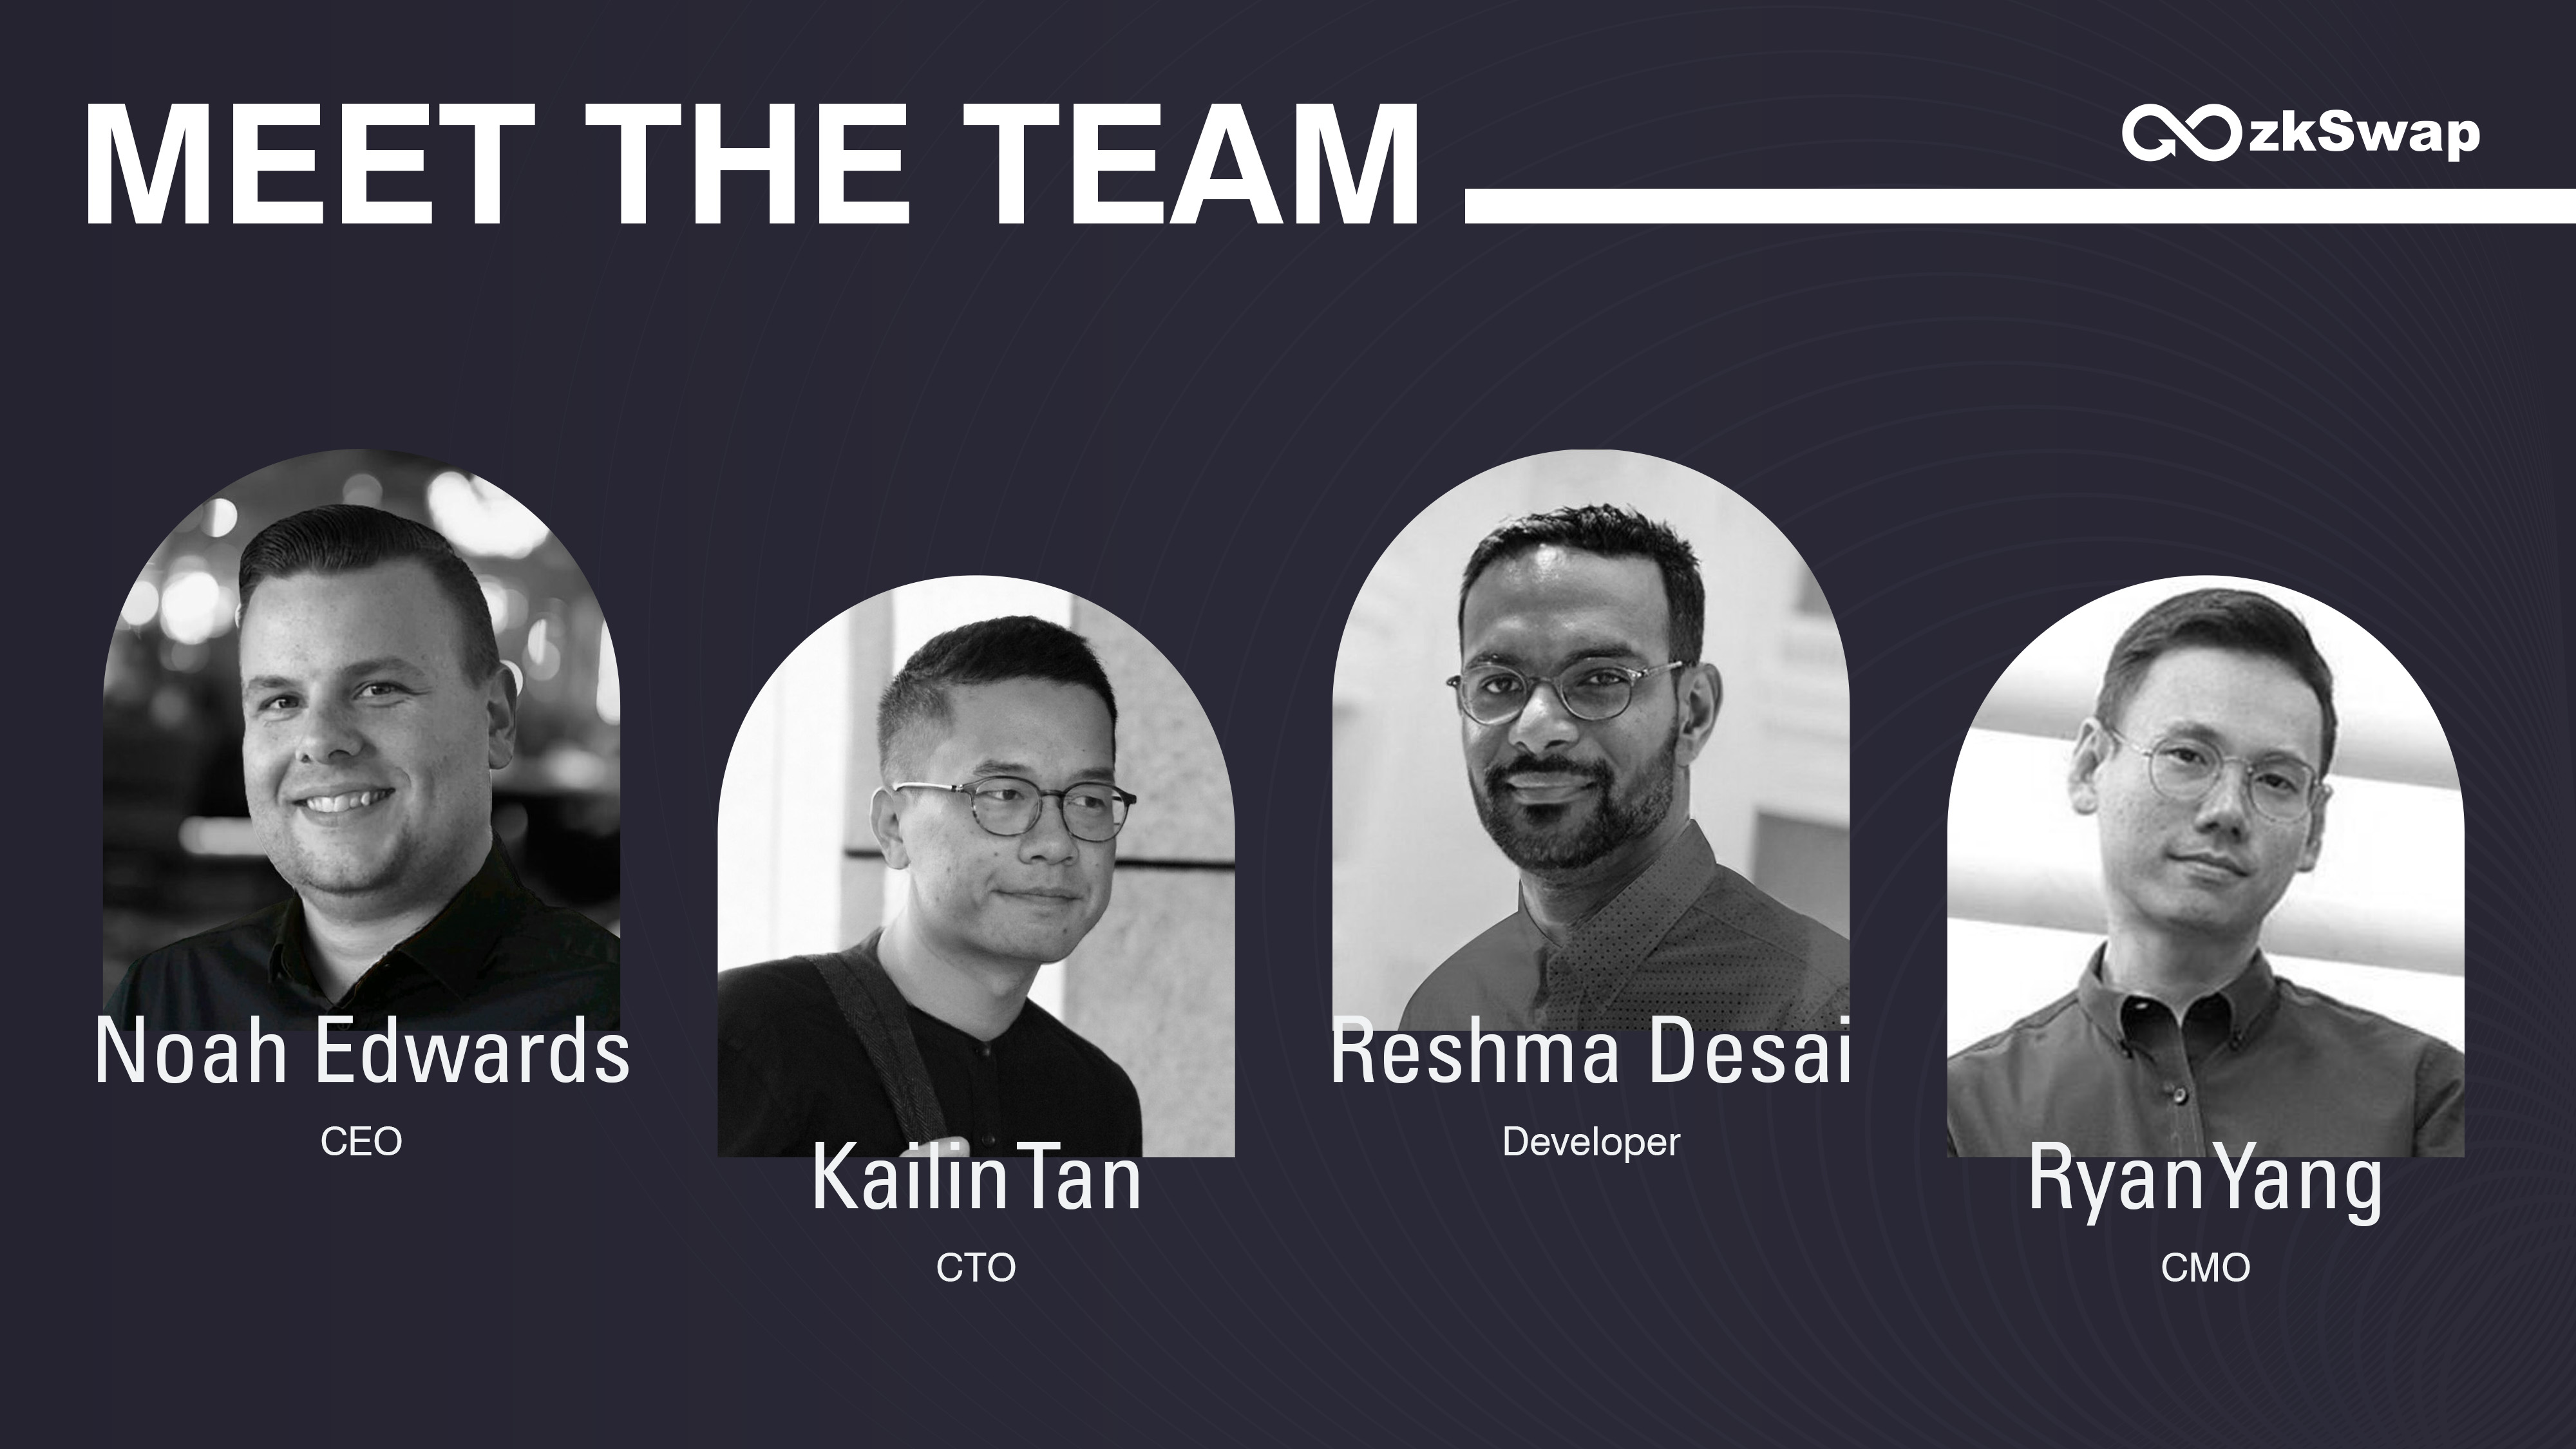 MEET THE TEAM
zkSwap
Noah Edwards
CEO
Kailin Tan
CTO
Reshma Desai
Developer
Ryan Yang
CMO